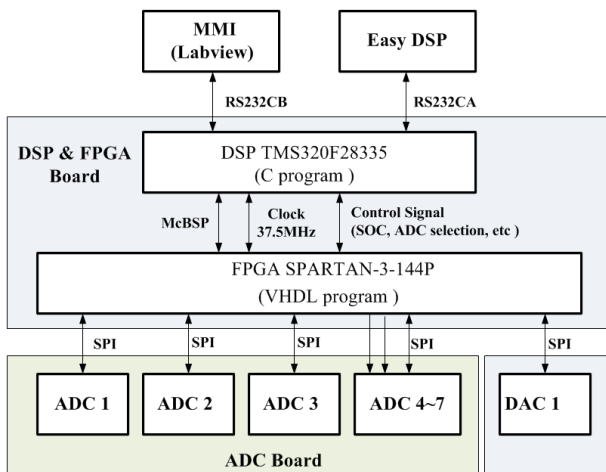 MMI
(Labview)
Easy DSP
RS232CB
RS232CA
DSP & FPGA
Board
DSP TMS320F28335
(C program )
McBSP
Clock
37.5MHz
Control Signal
(SOC, ADC selection, etc )
FPGA SPARTAN-3-144P
(VHDL program )
SPI
SPI
SPI
SPI
SPI
ADC 1
ADC 2
ADC 3
ADC 4~7
DAC 1
ADC Board